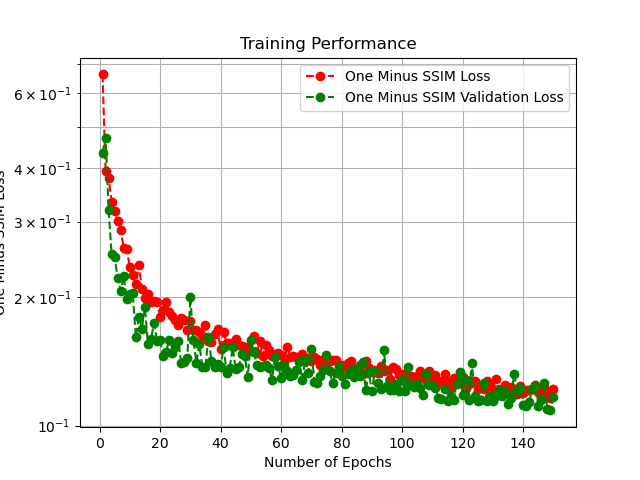 Training Performance
One Minus SSIM Loss
One Minus SSIM Validation Loss
6 × 10⁻¹
4 × 10⁻¹
3 × 10⁻¹
2 × 10⁻¹
10⁻¹
One Minus SSIM Loss
0 20 40 60 80 100 120 140
Number of Epochs